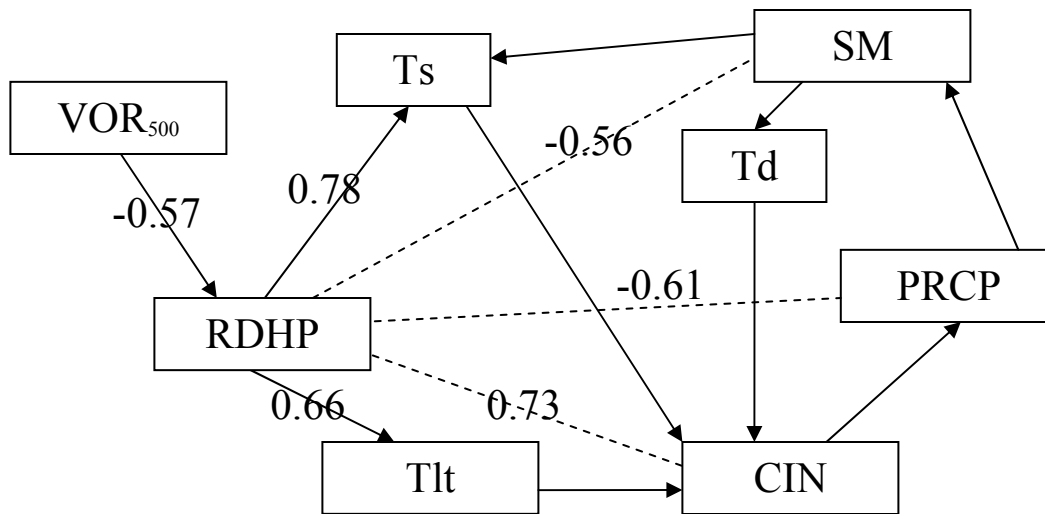 SM
Ts
VOR₅₀₀
-0.56
Td
0.78
-0.57
PRCP
-0.61
RDHP
0.66
0.73
Tlt
CIN